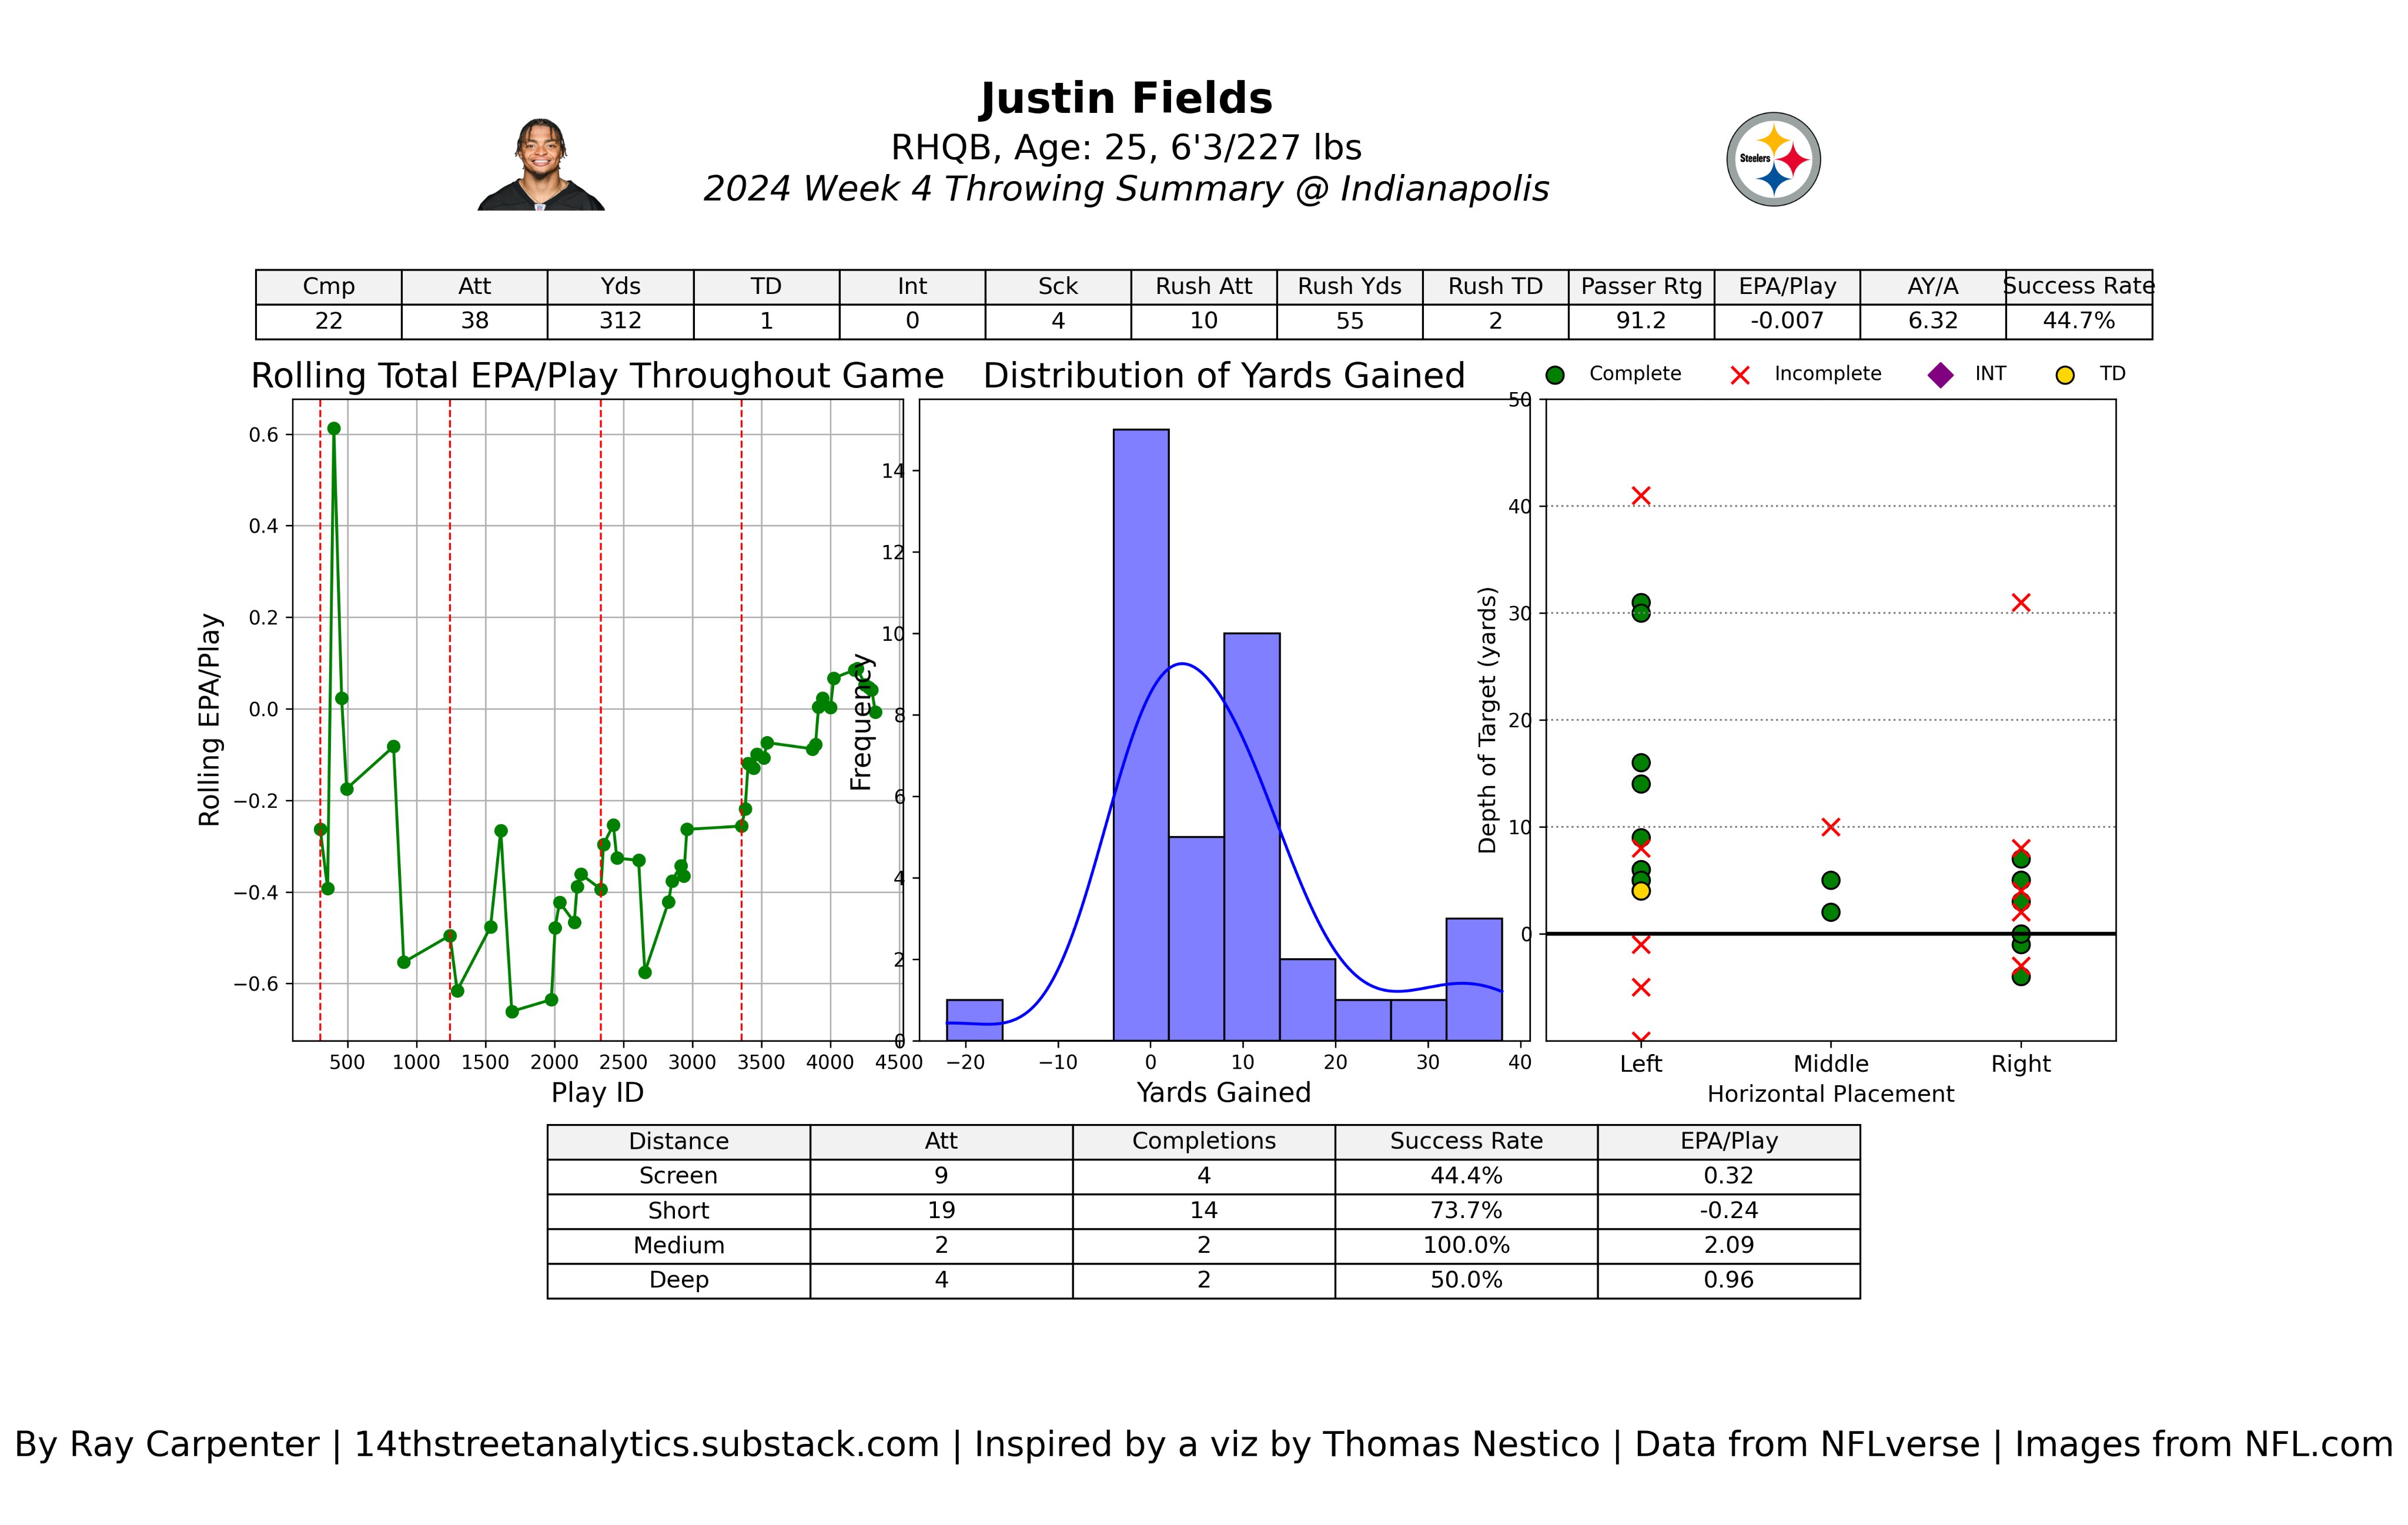 Justin Fields
RHQB, Age: 25, 6'3/227 lbs
2024 Week 4 Throwing Summary @ Indianapolis
Steelers
Cmp Att Yds TD Int Sck Rush Att Rush Yds Rush TD Passer Rtg EPA/Play AY/A Success Rate
22 38 312 1 0 4 10 55 2 91.2 -0.007 6.32 44.7%
Rolling Total EPA/Play Throughout Game
0.6
0.4
0.2
0.0
−0.2
−0.4
−0.6
Rolling EPA/Play
500 1000 1500 2000 2500 3000 3500 4000 4500
Play ID
Distribution of Yards Gained
14
12
10
8
6
4
2
0
Frequency
−20 −10 0 10 20 30 40
Yards Gained
Complete Incomplete INT TD
50
40
30
20
10
0
Depth of Target (yards)
Left Middle Right
Horizontal Placement
Distance Att Completions Success Rate EPA/Play
Screen 9 4 44.4% 0.32
Short 19 14 73.7% -0.24
Medium 2 2 100.0% 2.09
Deep 4 2 50.0% 0.96
By Ray Carpenter | 14thstreetanalytics.substack.com | Inspired by a viz by Thomas Nestico | Data from NFLverse | Images from NFL.com